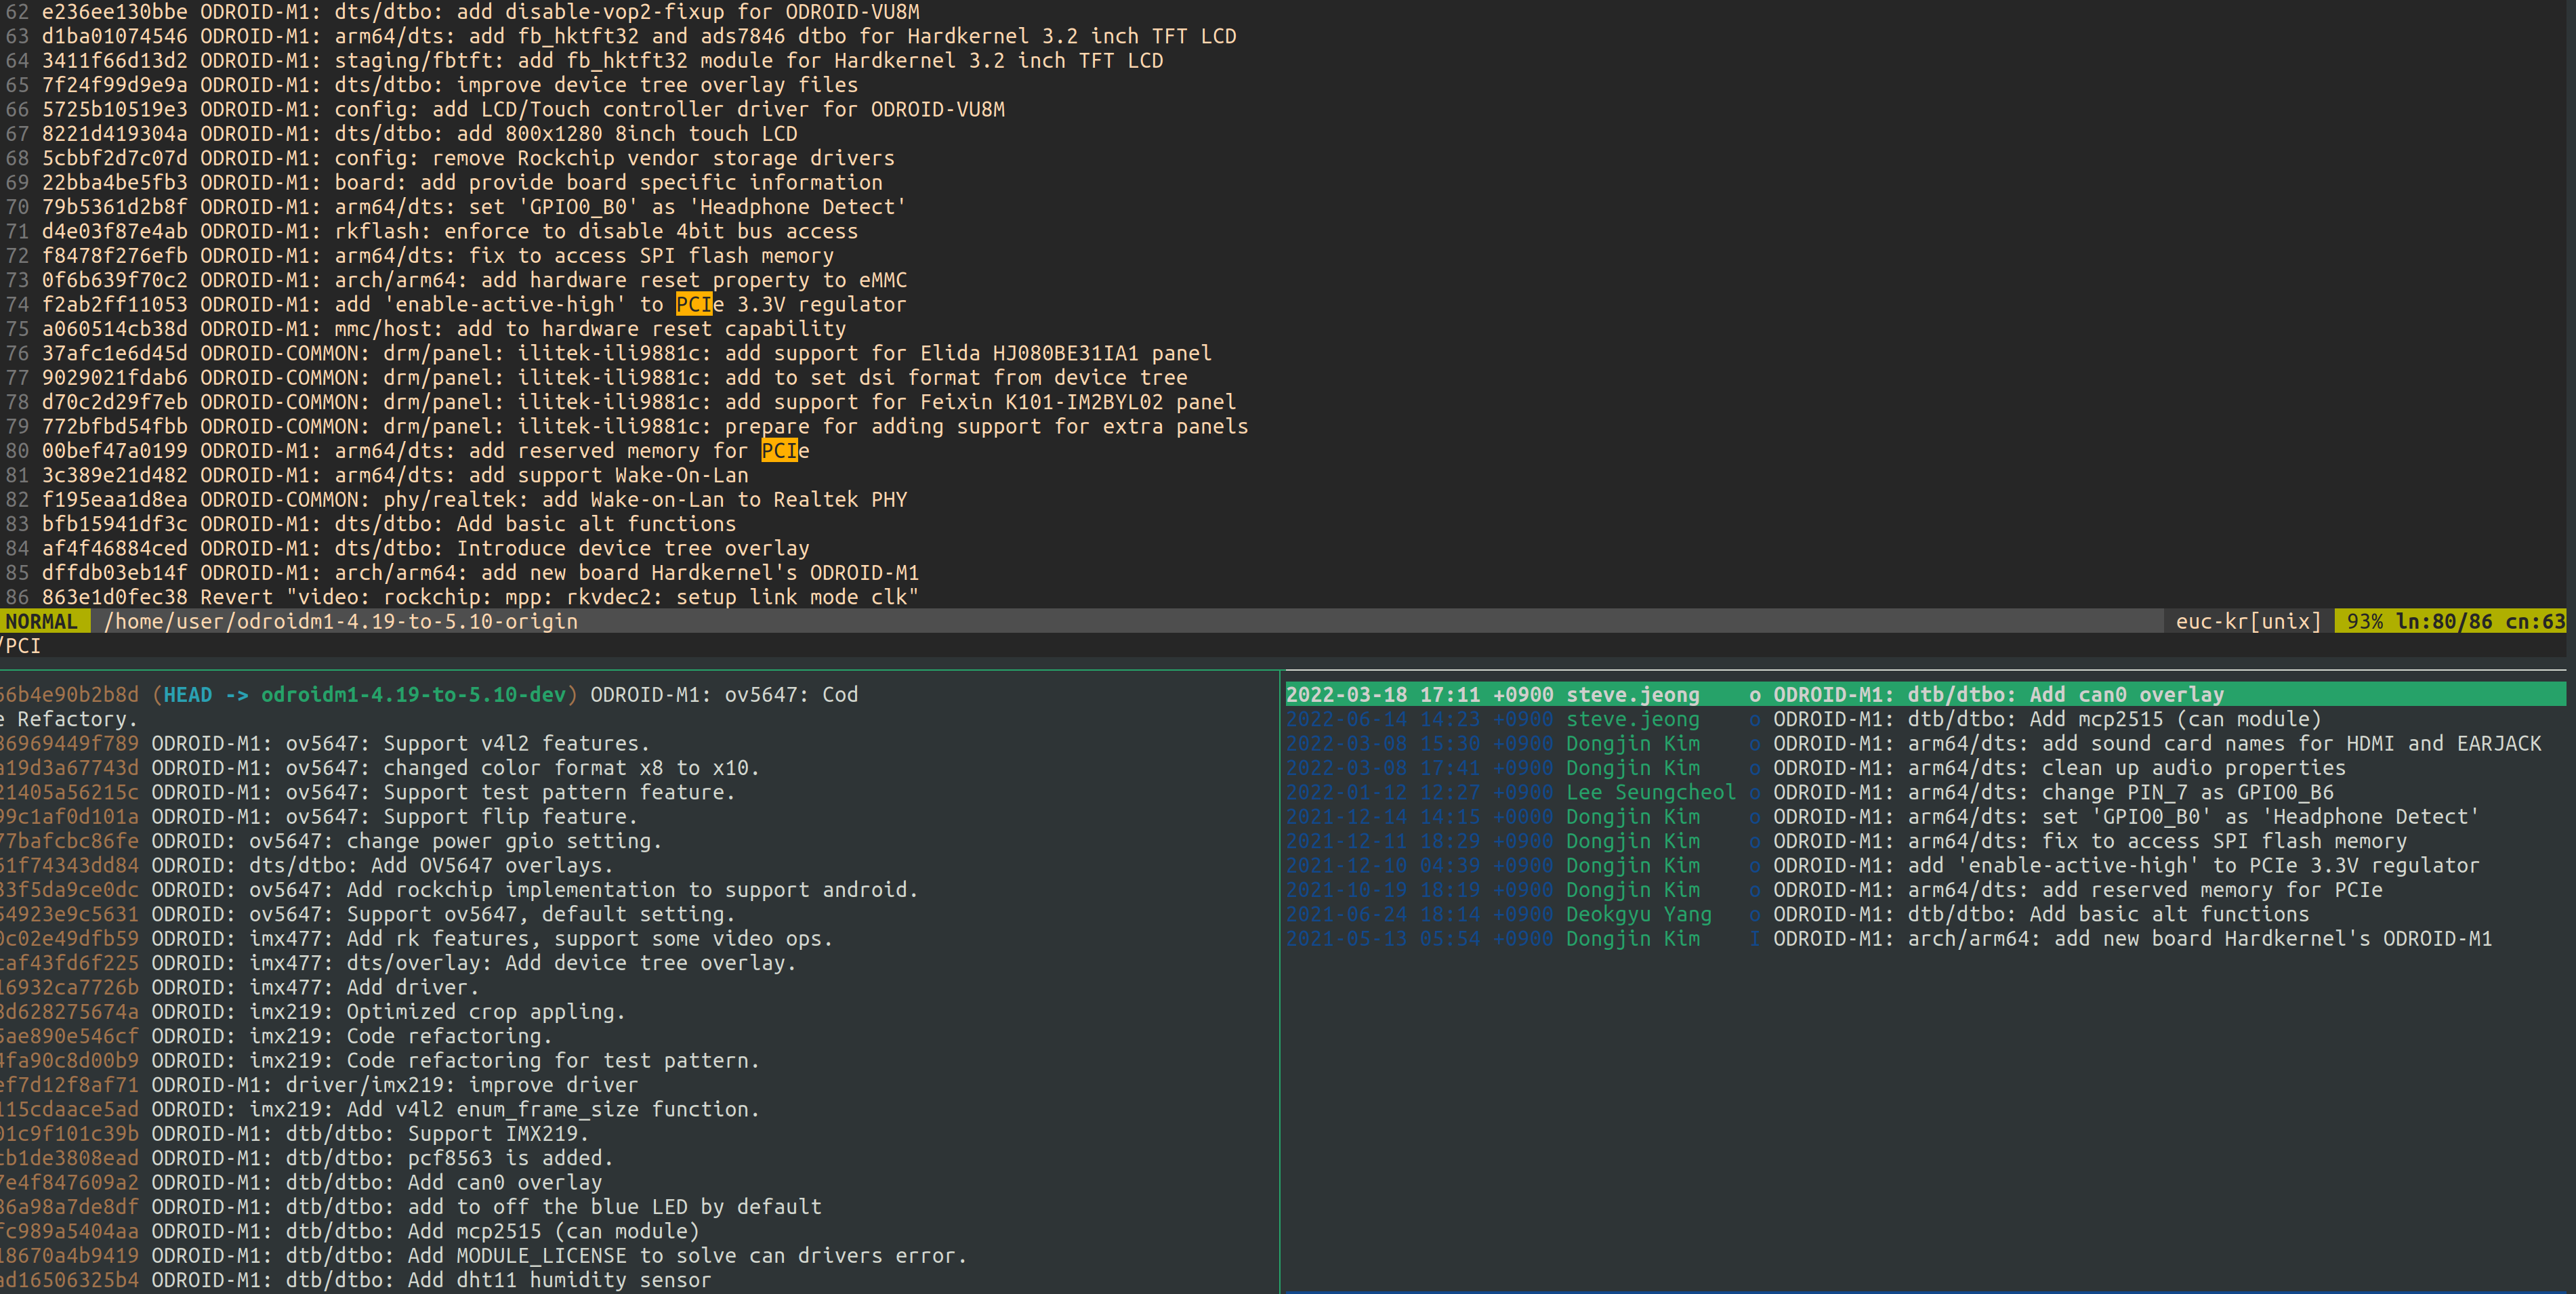 62 e236ee130bbe ODROID-M1: dts/dtbo: add disable-vop2-fixup for ODROID-VU8M
63 d1ba01074546 ODROID-M1: arm64/dts: add fb_hktft32 and ads7846 dtbo for Hardkernel 3.2 inch TFT LCD
64 3411f66d13d2 ODROID-M1: staging/fbtft: add fb_hktft32 module for Hardkernel 3.2 inch TFT LCD
65 7f24f99d9e9a ODROID-M1: dts/dtbo: improve device tree overlay files
66 5725b10519e3 ODROID-M1: config: add LCD/Touch controller driver for ODROID-VU8M
67 8221d419304a ODROID-M1: dts/dtbo: add 800x1280 8inch touch LCD
68 5cbbf2d7c07d ODROID-M1: config: remove Rockchip vendor storage drivers
69 22bba4be5fb3 ODROID-M1: board: add provide board specific information
70 79b5361d2b8f ODROID-M1: arm64/dts: set 'GPIO0_B0' as 'Headphone Detect'
71 d4e03f87e4ab ODROID-M1: rkflash: enforce to disable 4bit bus access
72 f8478f276efb ODROID-M1: arm64/dts: fix to access SPI flash memory
73 0f6b639f70c2 ODROID-M1: arch/arm64: add hardware reset property to eMMC
74 f2ab2ff11053 ODROID-M1: add 'enable-active-high' to PCIe 3.3V regulator
75 a060514cb38d ODROID-M1: mmc/host: add to hardware reset capability
76 37afc1e6d45d ODROID-COMMON: drm/panel: ilitek-ili9881c: add support for Elida HJ080BE31IA1 panel
77 9029021fdab6 ODROID-COMMON: drm/panel: ilitek-ili9881c: add to set dsi format from device tree
78 d70c2d29f7eb ODROID-COMMON: drm/panel: ilitek-ili9881c: add support for Feixin K101-IM2BYL02 panel
79 772bfbd54fbb ODROID-COMMON: drm/panel: ilitek-ili9881c: prepare for adding support for extra panels
80 00bef47a0199 ODROID-M1: arm64/dts: add reserved memory for PCIe
81 3c389e21d482 ODROID-M1: arm64/dts: add support Wake-On-Lan
82 f195eaa1d8ea ODROID-COMMON: phy/realtek: add Wake-on-Lan to Realtek PHY
83 bfb15941df3c ODROID-M1: dts/dtbo: Add basic alt functions
84 af4f46884ced ODROID-M1: dts/dtbo: Introduce device tree overlay
85 dffdb03eb14f ODROID-M1: arch/arm64: add new board Hardkernel's ODROID-M1
86 863e1d0fec38 Revert "video: rockchip: mpp: rkvdec2: setup link mode clk"
NORMAL /home/user/odroidm1-4.19-to-5.10-origin euc-kr[unix] 93% ln:80/86 cn:63
/PCI
66b4e90b2b8d (HEAD -> odroidm1-4.19-to-5.10-dev) ODROID-M1: ov5647: Cod
e Refactory.
36969449f789 ODROID-M1: ov5647: Support v4l2 features.
a19d3a67743d ODROID-M1: ov5647: changed color format x8 to x10.
21405a56215c ODROID-M1: ov5647: Support test pattern feature.
99c1af0d101a ODROID-M1: ov5647: Support flip feature.
77bafcbc86fe ODROID: ov5647: change power gpio setting.
61f74343dd84 ODROID: dts/dtbo: Add OV5647 overlays.
33f5da9ce0dc ODROID: ov5647: Add rockchip implementation to support android.
54923e9c5631 ODROID: ov5647: Support ov5647, default setting.
0c02e49dfb59 ODROID: imx477: Add rk features, support some video ops.
caf43fd6f225 ODROID: imx477: dts/overlay: Add device tree overlay.
16932ca7726b ODROID: imx477: Add driver.
8d628275674a ODROID: imx219: Optimized crop appling.
5ae890e546cf ODROID: imx219: Code refactoring.
4fa90c8d00b9 ODROID: imx219: Code refactoring for test pattern.
ef7d12f8af71 ODROID-M1: driver/imx219: improve driver
115cdaace5ad ODROID: imx219: Add v4l2 enum_frame_size function.
01c9f101c39b ODROID-M1: dtb/dtbo: Support IMX219.
cb1de3808ead ODROID-M1: dtb/dtbo: pcf8563 is added.
7e4f847609a2 ODROID-M1: dtb/dtbo: Add can0 overlay
36a98a7de8df ODROID-M1: dtb/dtbo: add to off the blue LED by default
fc989a5404aa ODROID-M1: dtb/dtbo: Add mcp2515 (can module)
18670a4b9419 ODROID-M1: dtb/dtbo: Add MODULE_LICENSE to solve can drivers error.
ad16506325b4 ODROID-M1: dtb/dtbo: Add dht11 humidity sensor
2022-03-18 17:11 +0900 steve.jeong o ODROID-M1: dtb/dtbo: Add can0 overlay
2022-06-14 14:23 +0900 steve.jeong o ODROID-M1: dtb/dtbo: Add mcp2515 (can module)
2022-03-08 15:30 +0900 Dongjin Kim o ODROID-M1: arm64/dts: add sound card names for HDMI and EARJACK
2022-03-08 17:41 +0900 Dongjin Kim o ODROID-M1: arm64/dts: clean up audio properties
2022-01-12 12:27 +0900 Lee Seungcheol o ODROID-M1: arm64/dts: change PIN_7 as GPIO0_B6
2021-12-14 14:15 +0000 Dongjin Kim o ODROID-M1: arm64/dts: set 'GPIO0_B0' as 'Headphone Detect'
2021-12-11 18:29 +0900 Dongjin Kim o ODROID-M1: arm64/dts: fix to access SPI flash memory
2021-12-10 04:39 +0900 Dongjin Kim o ODROID-M1: add 'enable-active-high' to PCIe 3.3V regulator
2021-10-19 18:19 +0900 Dongjin Kim o ODROID-M1: arm64/dts: add reserved memory for PCIe
2021-06-24 18:14 +0900 Deokgyu Yang o ODROID-M1: dtb/dtbo: Add basic alt functions
2021-05-13 05:54 +0900 Dongjin Kim I ODROID-M1: arch/arm64: add new board Hardkernel's ODROID-M1